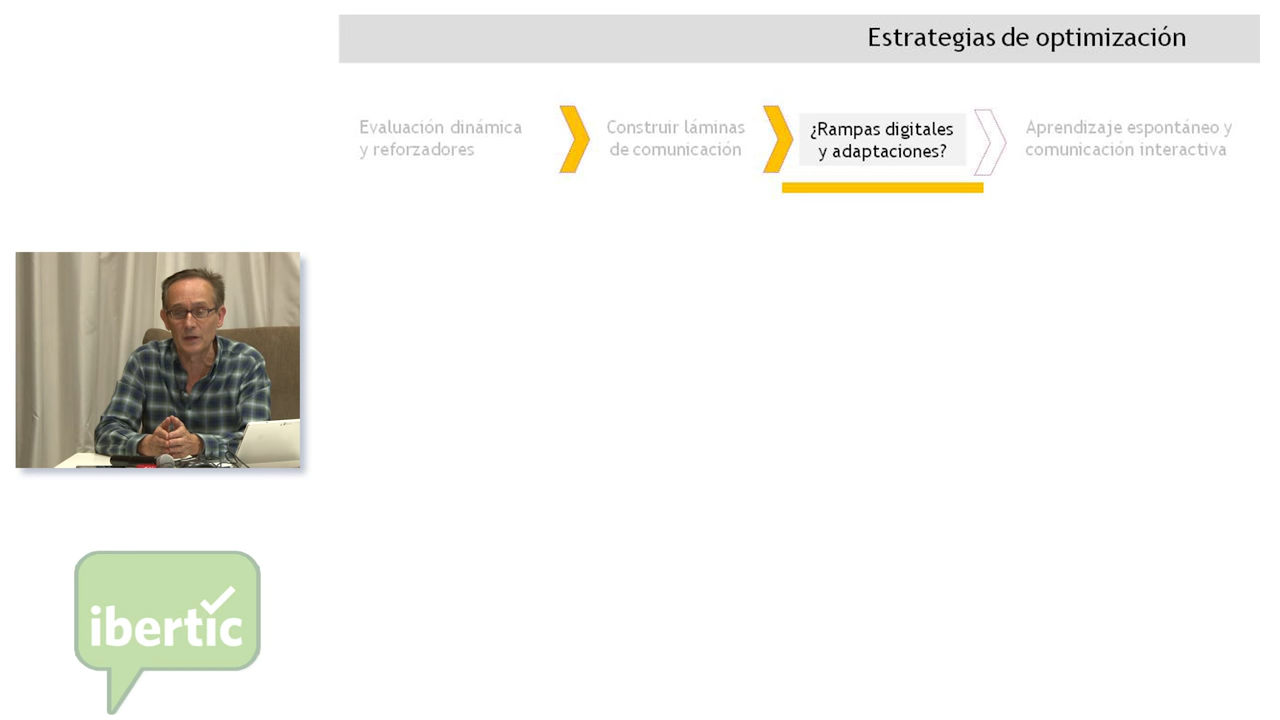 Estrategias de optimización
Evaluación dinámica
y reforzadores
Construir láminas
de comunicación
¿Rampas digitales
y adaptaciones?
Aprendizaje espontáneo y
comunicación interactiva
ibertic